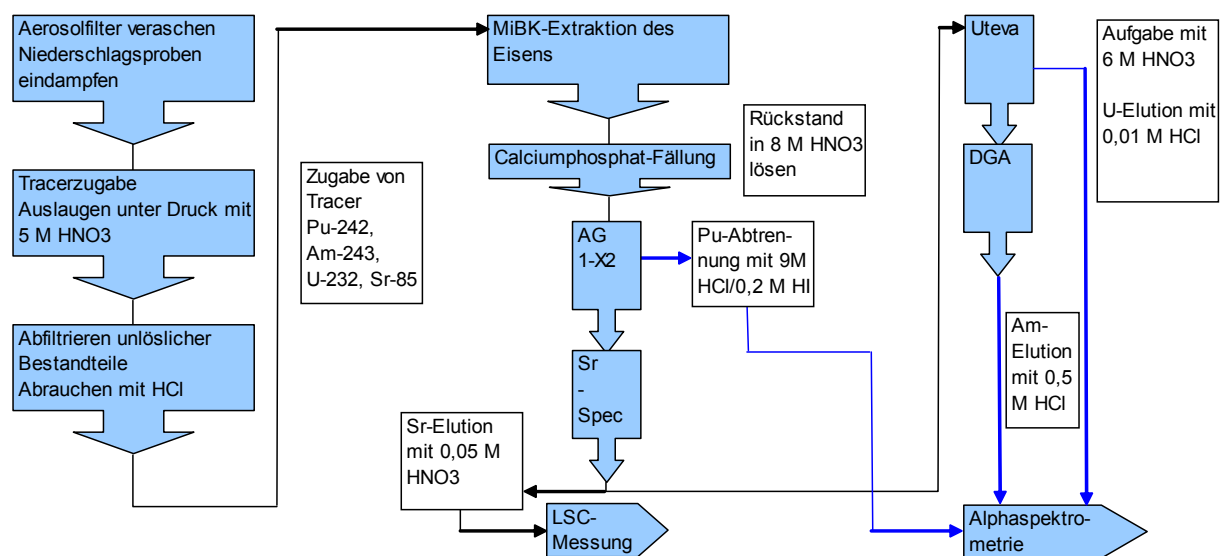 Aerosolfilter veraschen
Niederschlagsproben
eindampfen
Tracerzugabe
Auslaugen unter Druck mit
5 M HNO3
Abfiltrieren unlöslicher
Bestandteile
Abrauchen mit HCl
Zugabe von
Tracer
Pu-242,
Am-243,
U-232, Sr-85
MiBK-Extraktion des
Eisens
Calciumphosphat-Fällung
Rückstand
in 8 M HNO3
lösen
AG
1-X2
Pu-Abtren-
nung mit 9M
HCl/0,2 M HI
Sr
-
Spec
Sr-Elution
mit 0,05 M
HNO3
LSC-
Messung
Uteva
Aufgabe mit
6 M HNO3
U-Elution mit
0,01 M HCl
DGA
Am-
Elution
mit 0,5
M HCl
Alphaspektro-
metrie